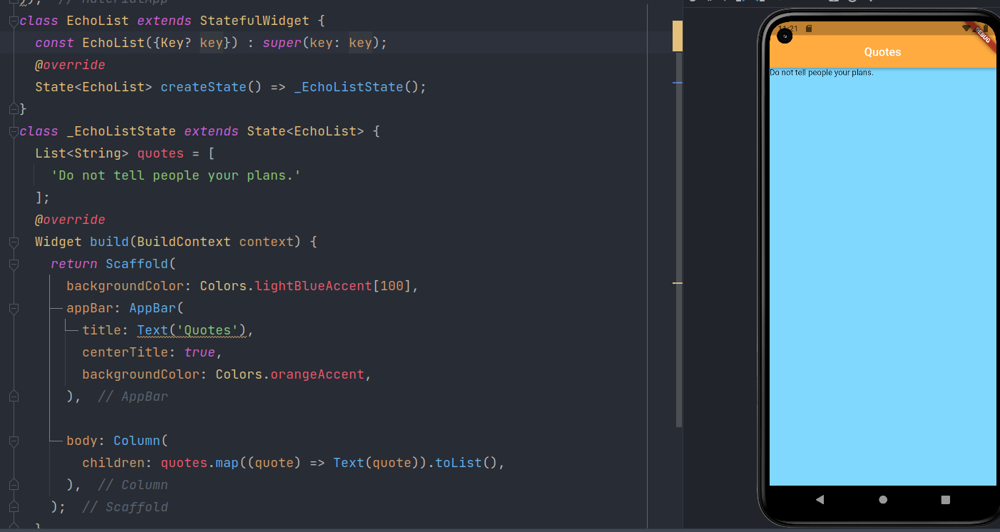 )); // MaterialApp
class EchoList extends StatefulWidget {
const EchoList({Key? key}) : super(key: key);
@override
State<EchoList> createState() => _EchoListState();
}
class _EchoListState extends State<EchoList> {
List<String> quotes = [
'Do not tell people your plans.'
];
@override
Widget build(BuildContext context) {
return Scaffold(
backgroundColor: Colors.lightBlueAccent[100],
appBar: AppBar(
title: Text('Quotes'),
centerTitle: true,
backgroundColor: Colors.orangeAccent,
), // AppBar
body: Column(
children: quotes.map((quote) => Text(quote)).toList(),
), // Column
); // Scaffold
}
11:21
DEBUG
Quotes
Do not tell people your plans.